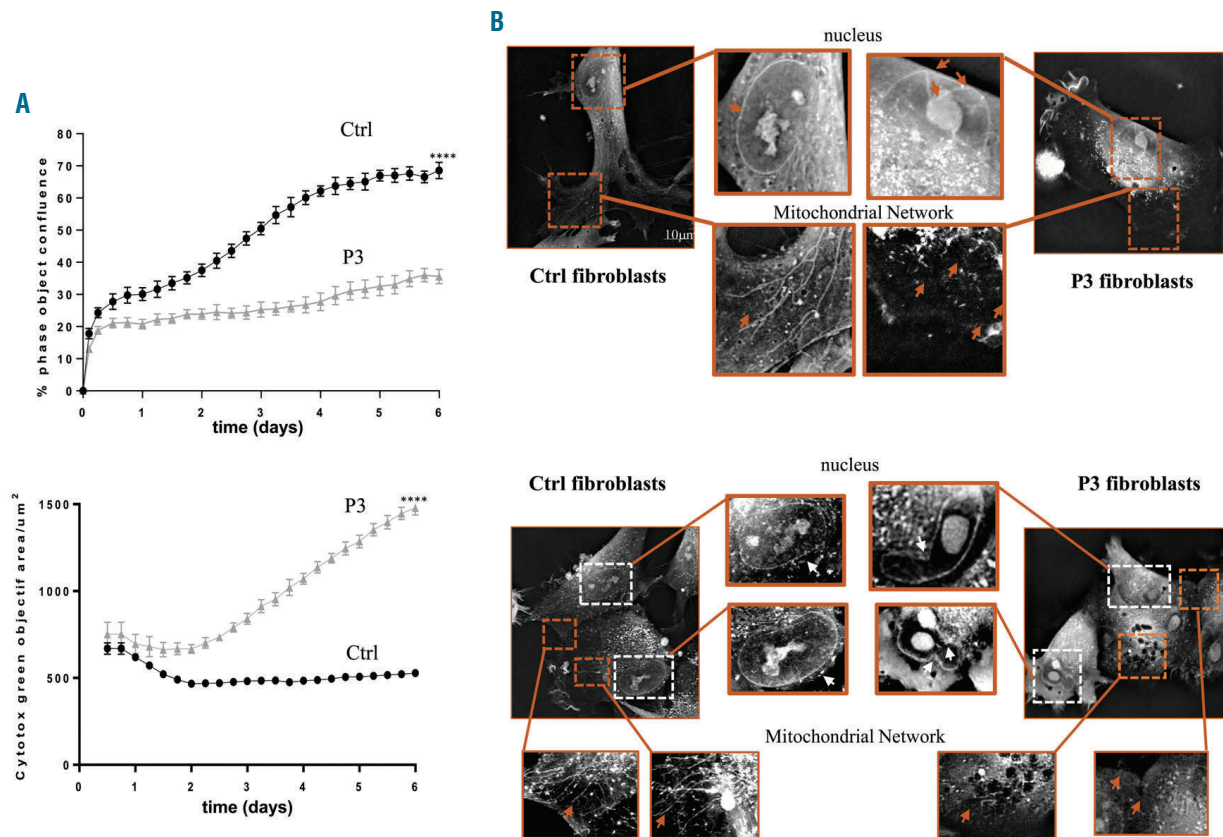 A
Ctrl
****
P3
% phase object confluence
80
70
60
50
40
30
20
10
0
0 1 2 3 4 5 6
time (days)
P3
****
Ctrl
Cytotox green objectif area/um²
1500
1000
500
0
0 1 2 3 4 5 6
time (days)
B
nucleus
Mitochondrial Network
10µm
Ctrl fibroblasts
P3 fibroblasts
nucleus
Ctrl fibroblasts
P3 fibroblasts
Mitochondrial Network